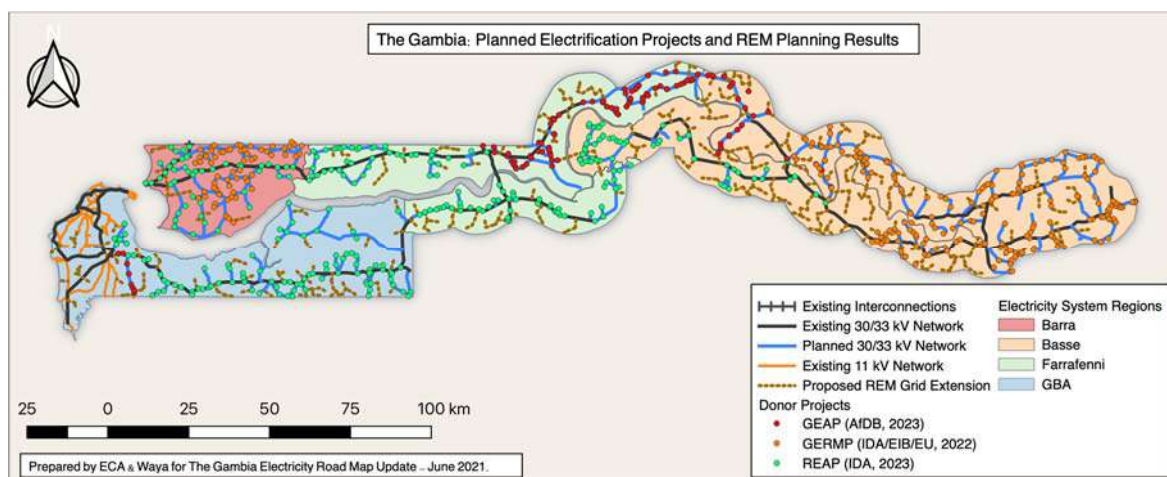 The Gambia: Planned Electrification Projects and REM Planning Results
N
Existing Interconnections
Existing 30/33 kV Network
Planned 30/33 kV Network
Existing 11 kV Network
Proposed REM Grid Extension
Donor Projects
GEAP (AfDB, 2023)
GERMP (IDA/EIB/EU, 2022)
REAP (IDA, 2023)
Electricity System Regions
Barra
Basse
Farrafenni
GBA
25 0 25 50 75 100 km
Prepared by ECA & Waya for The Gambia Electricity Road Map Update – June 2021.